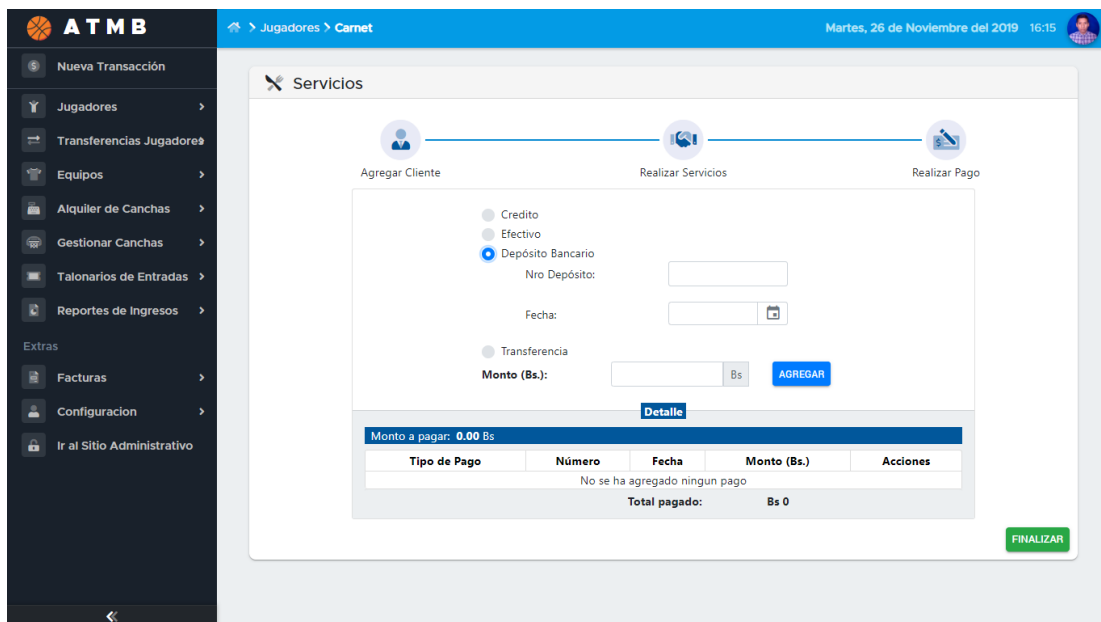 ATMB
Jugadores > Carnet
Martes, 26 de Noviembre del 2019 16:15
Nueva Transacción
Jugadores
Transferencias Jugadores
Equipos
Alquiler de Canchas
Gestionar Canchas
Talonarios de Entradas
Reportes de Ingresos
Extras
Facturas
Configuracion
Ir al Sitio Administrativo
Servicios
Agregar Cliente Realizar Servicios Realizar Pago
Credito
Efectivo
Depósito Bancario
Nro Depósito:
Fecha:
Transferencia
Monto (Bs.): Bs AGREGAR
Detalle
Monto a pagar: 0.00 Bs
Tipo de Pago Número Fecha Monto (Bs.) Acciones
No se ha agregado ningun pago
Total pagado: Bs 0
FINALIZAR